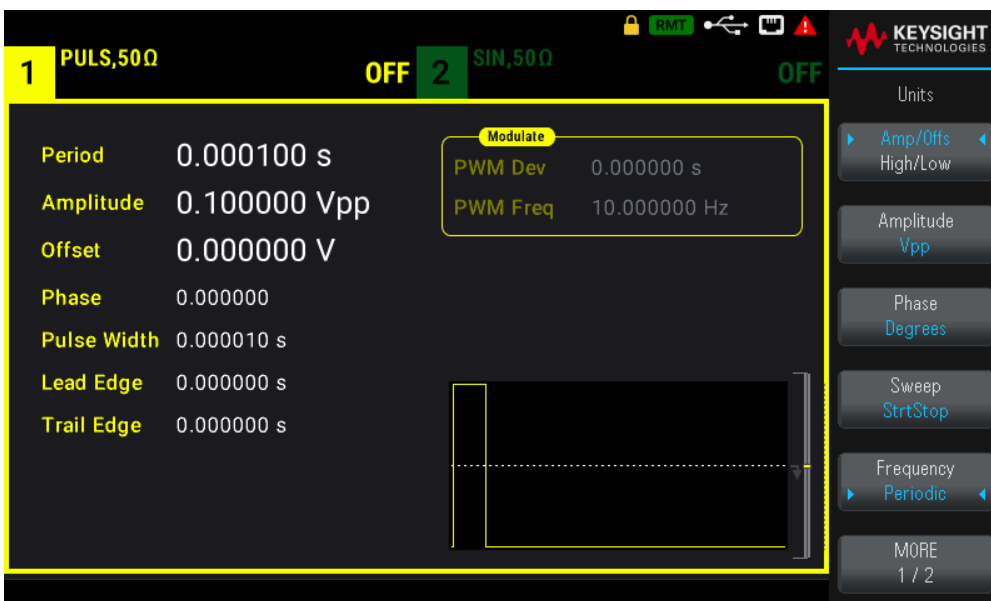 RMT
KEYSIGHT
TECHNOLOGIES
1 PULS,50Ω OFF
2 SIN,50Ω OFF
Units
Period 0.000100 s
Amplitude 0.100000 Vpp
Offset 0.000000 V
Phase 0.000000
Pulse Width 0.000010 s
Lead Edge 0.000000 s
Trail Edge 0.000000 s
Modulate
PWM Dev 0.000000 s
PWM Freq 10.000000 Hz
Amp/Offs
High/Low
Amplitude
Vpp
Phase
Degrees
Sweep
StrtStop
Frequency
Periodic
MORE
1 / 2